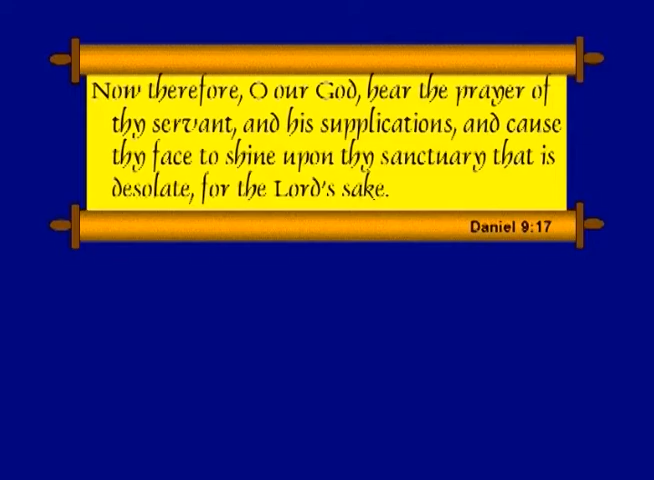 Now therefore, O our God, hear the prayer of
thy servant, and his supplications, and cause
thy face to shine upon thy sanctuary that is
desolate, for the Lord's sake.
Daniel 9:17